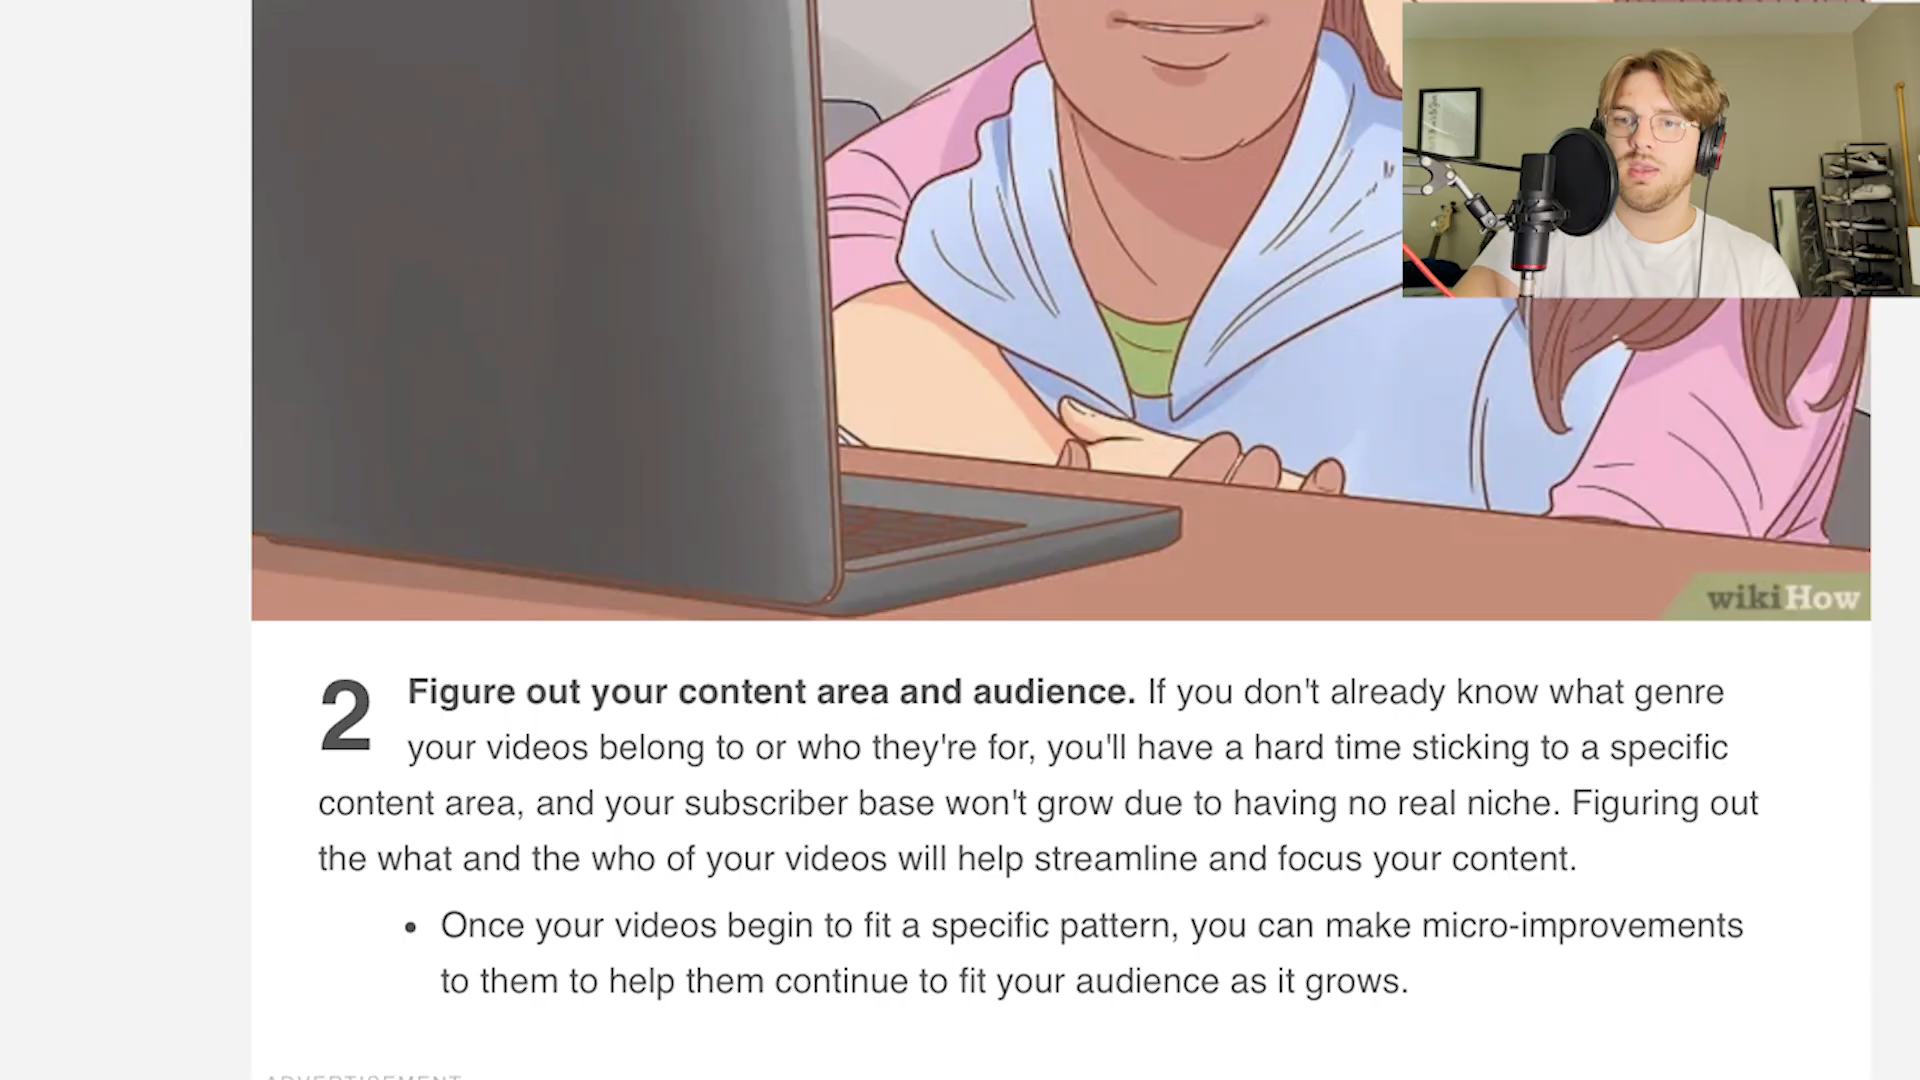 wikiHow
2 Figure out your content area and audience. If you don't already know what genre
your videos belong to or who they're for, you'll have a hard time sticking to a specific
content area, and your subscriber base won't grow due to having no real niche. Figuring out
the what and the who of your videos will help streamline and focus your content.
• Once your videos begin to fit a specific pattern, you can make micro-improvements
to them to help them continue to fit your audience as it grows.
ADVERTISEMENT